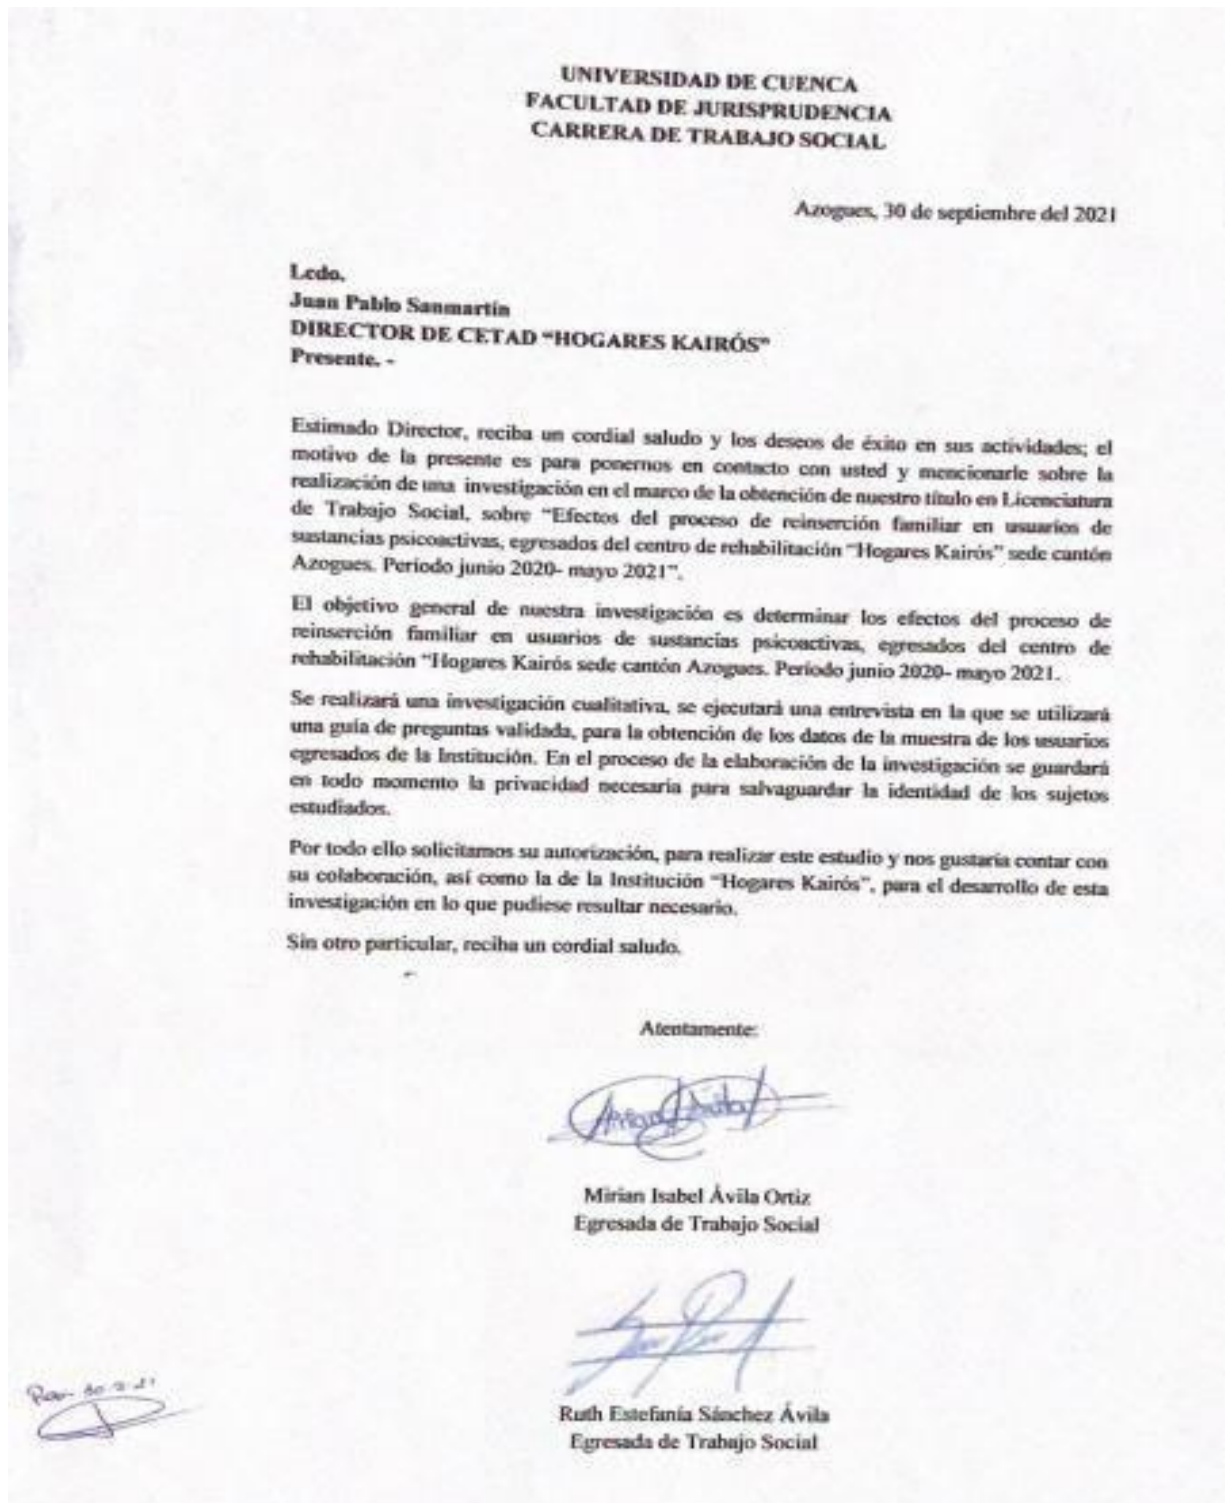 UNIVERSIDAD DE CUENCA
FACULTAD DE JURISPRUDENCIA
CARRERA DE TRABAJO SOCIAL
Azogues, 30 de septiembre del 2021
Lcdo.
Juan Pablo Sanmartín
DIRECTOR DE CETAD “HOGARES KAIRÓS”
Presente. -
Estimado Director, reciba un cordial saludo y los deseos de éxito en sus actividades; el
motivo de la presente es para ponernos en contacto con usted y mencionarle sobre la
realización de una investigación en el marco de la obtención de nuestro título en Licenciatura
de Trabajo Social, sobre “Efectos del proceso de reinserción familiar en usuarios de
sustancias psicoactivas, egresados del centro de rehabilitación “Hogares Kairós” sede cantón
Azogues. Periodo junio 2020- mayo 2021”.
El objetivo general de nuestra investigación es determinar los efectos del proceso de
reinserción familiar en usuarios de sustancias psicoactivas, egresados del centro de
rehabilitación “Hogares Kairós sede cantón Azogues. Período junio 2020- mayo 2021.
Se realizará una investigación cualitativa, se ejecutará una entrevista en la que se utilizará
una guía de preguntas validada, para la obtención de los datos de la muestra de los usuarios
egresados de la Institución. En el proceso de la elaboración de la investigación se guardará
en todo momento la privacidad necesaria para salvaguardar la identidad de los sujetos
estudiados.
Por todo ello solicitamos su autorización, para realizar este estudio y nos gustaría contar con
su colaboración, así como la de la Institución “Hogares Kairós”, para el desarrollo de esta
investigación en lo que pudiese resultar necesario.
Sin otro particular, reciba un cordial saludo.
Atentamente:
Mirian Isabel Ávila Ortiz
Egresada de Trabajo Social
Ruth Estefanía Sánchez Ávila
Egresada de Trabajo Social